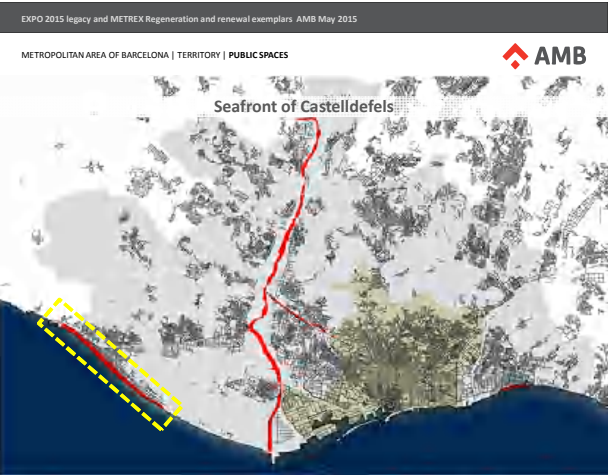 EXPO 2015 legacy and METREX Regeneration and renewal exemplars AMB May 2015
METROPOLITAN AREA OF BARCELONA | TERRITORY | PUBLIC SPACES
AMB
Seafront of Castelldefels